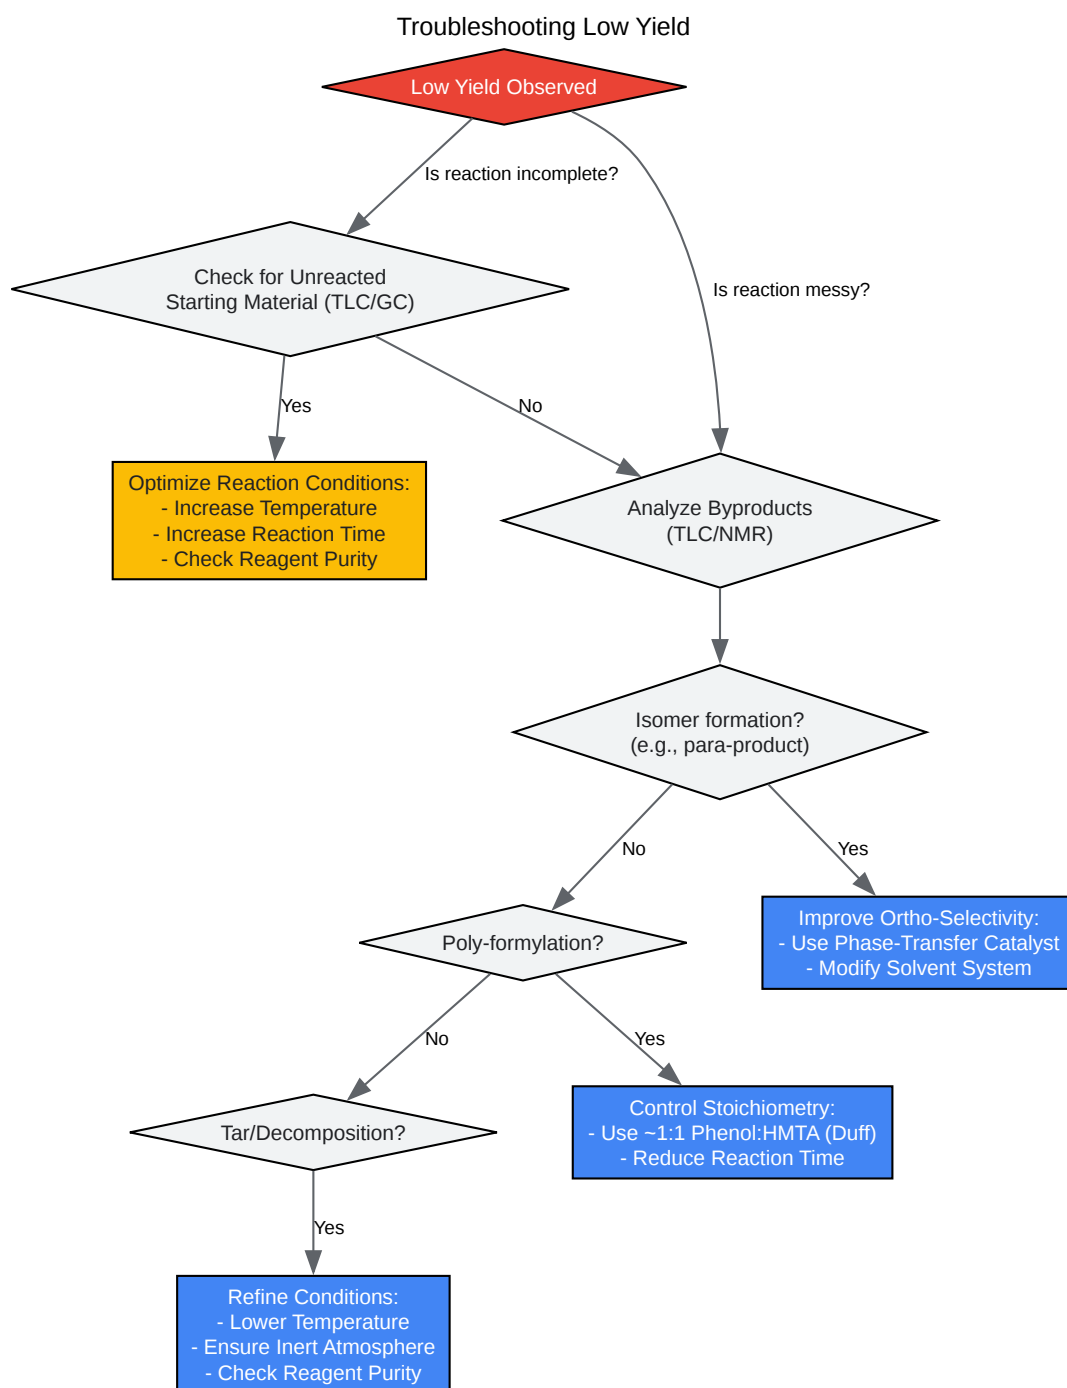 Troubleshooting Low Yield
Low Yield Observed
Is reaction incomplete?
Check for Unreacted
Starting Material (TLC/GC)
Is reaction messy?
Yes
No
Optimize Reaction Conditions:
- Increase Temperature
- Increase Reaction Time
- Check Reagent Purity
Analyze Byproducts
(TLC/NMR)
Isomer formation?
(e.g., para-product)
No
Yes
Improve Ortho-Selectivity:
- Use Phase-Transfer Catalyst
- Modify Solvent System
Poly-formylation?
No
Yes
Control Stoichiometry:
- Use ~1:1 Phenol:HMTA (Duff)
- Reduce Reaction Time
Tar/Decomposition?
Yes
Refine Conditions:
- Lower Temperature
- Ensure Inert Atmosphere
- Check Reagent Purity